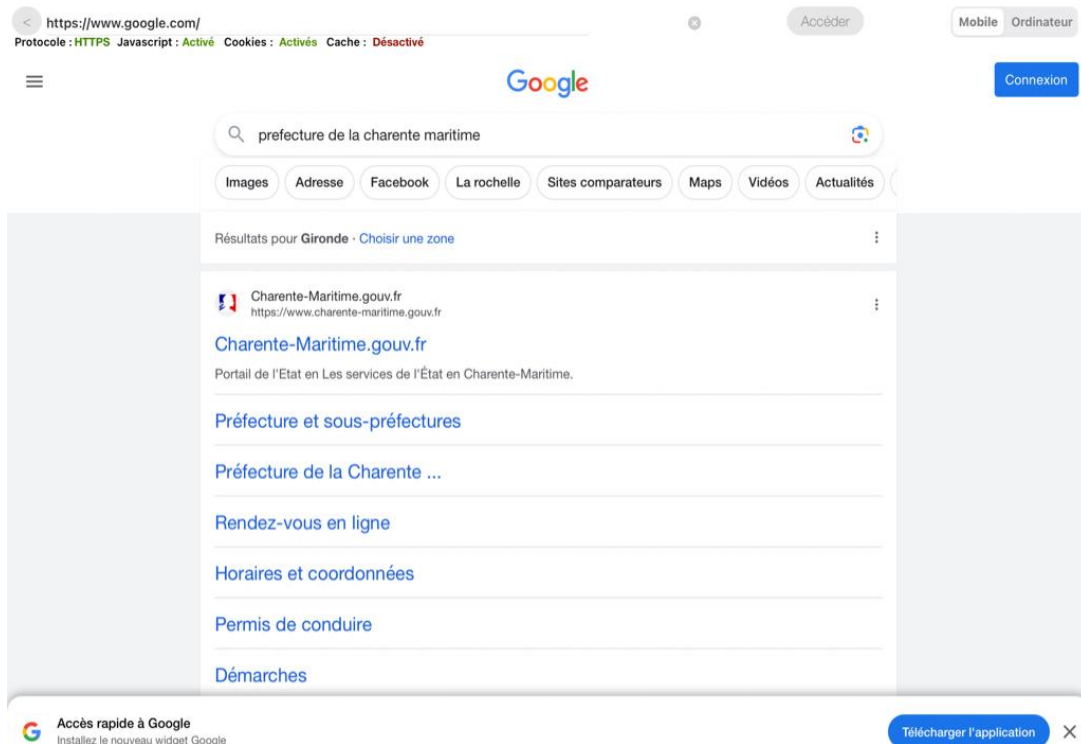 < https://www.google.com/ Accéder Mobile Ordinateur
Protocole : HTTPS Javascript : Activé Cookies : Activés Cache : Désactivé
Google Connexion
prefecture de la charente maritime
Images Adresse Facebook La rochelle Sites comparateurs Maps Vidéos Actualités
Résultats pour Gironde · Choisir une zone
Charente-Maritime.gouv.fr
https://www.charente-maritime.gouv.fr
Charente-Maritime.gouv.fr
Portail de l'Etat en Les services de l'État en Charente-Maritime.
Préfecture et sous-préfectures
Préfecture de la Charente ...
Rendez-vous en ligne
Horaires et coordonnées
Permis de conduire
Démarches
Accès rapide à Google
Installez le nouveau widget Google
Télécharger l'application